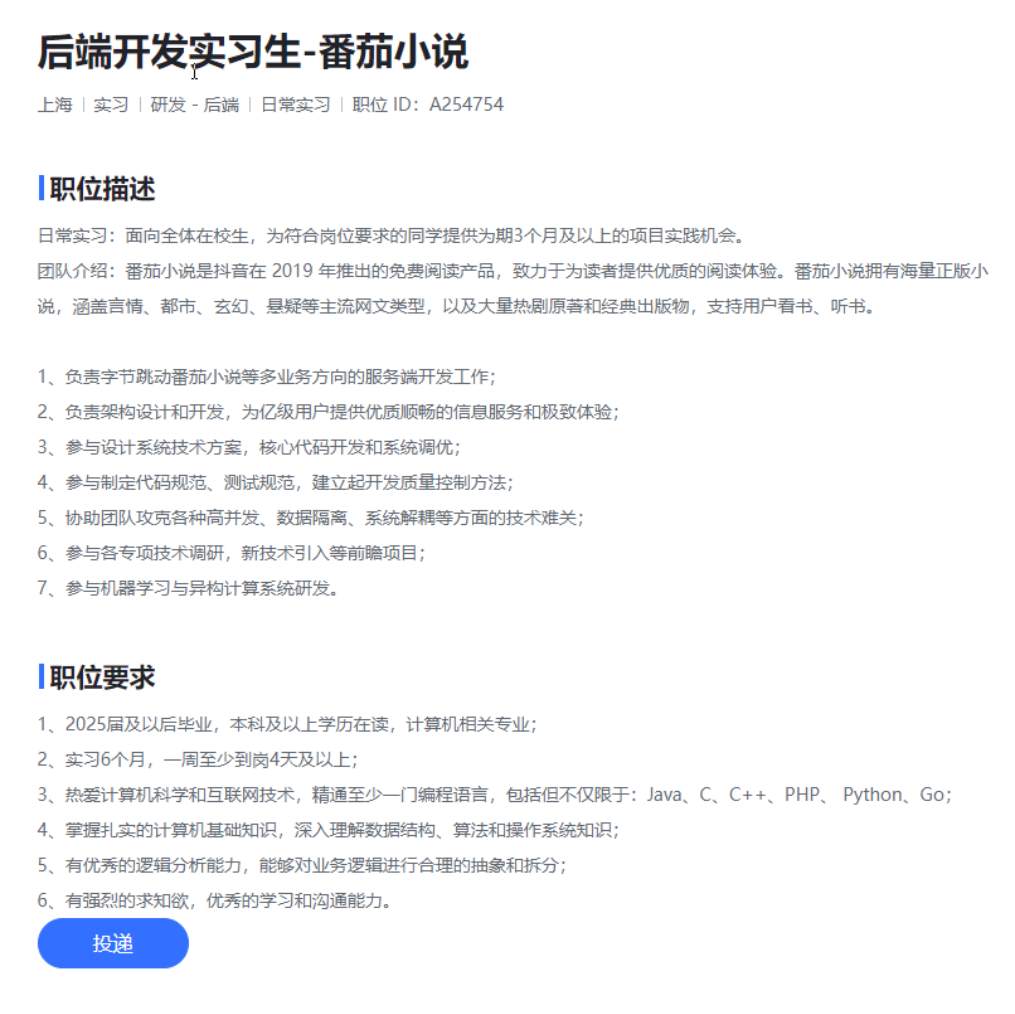 后端开发实习生-番茄小说
上海 | 实习 | 研发 - 后端 | 日常实习 | 职位 ID：A254754
职位描述
日常实习：面向全体在校生，为符合岗位要求的同学提供为期3个月及以上的项目实践机会。
团队介绍：番茄小说是抖音在 2019 年推出的免费阅读产品，致力于为读者提供优质的阅读体验。番茄小说拥有海量正版小
说，涵盖言情、都市、玄幻、悬疑等主流网文类型，以及大量热剧原著和经典出版物，支持用户看书、听书。
1、负责字节跳动番茄小说等多业务方向的服务端开发工作；
2、负责架构设计和开发，为亿级用户提供优质顺畅的信息服务和极致体验；
3、参与设计系统技术方案，核心代码开发和系统调优；
4、参与制定代码规范、测试规范，建立起开发质量控制方法；
5、协助团队攻克各种高并发、数据隔离、系统解耦等方面的技术难关；
6、参与各专项技术调研，新技术引入等前瞻项目；
7、参与机器学习与异构计算系统研发。
职位要求
1、2025届及以后毕业，本科及以上学历在读，计算机相关专业；
2、实习6个月，一周至少到岗4天及以上；
3、热爱计算机科学和互联网技术，精通至少一门编程语言，包括但不仅限于：Java、C、C++、PHP、 Python、Go；
4、掌握扎实的计算机基础知识，深入理解数据结构、算法和操作系统知识；
5、有优秀的逻辑分析能力，能够对业务逻辑进行合理的抽象和拆分；
6、有强烈的求知欲，优秀的学习和沟通能力。
投递